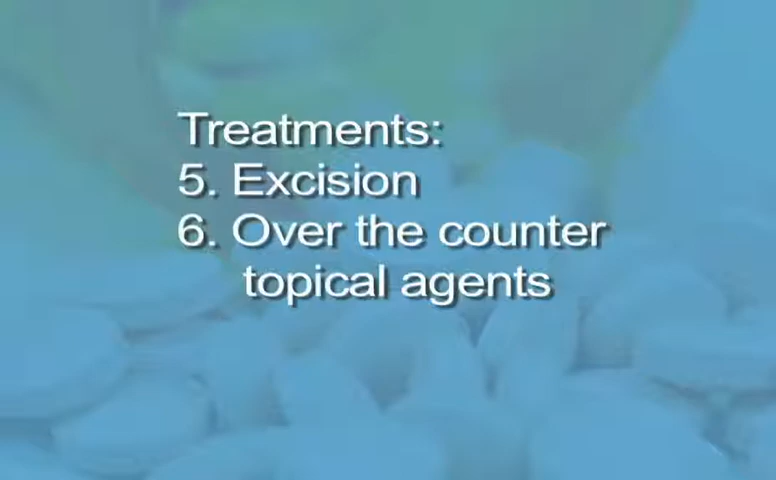 Treatments:
5. Excision
6. Over the counter
topical agents